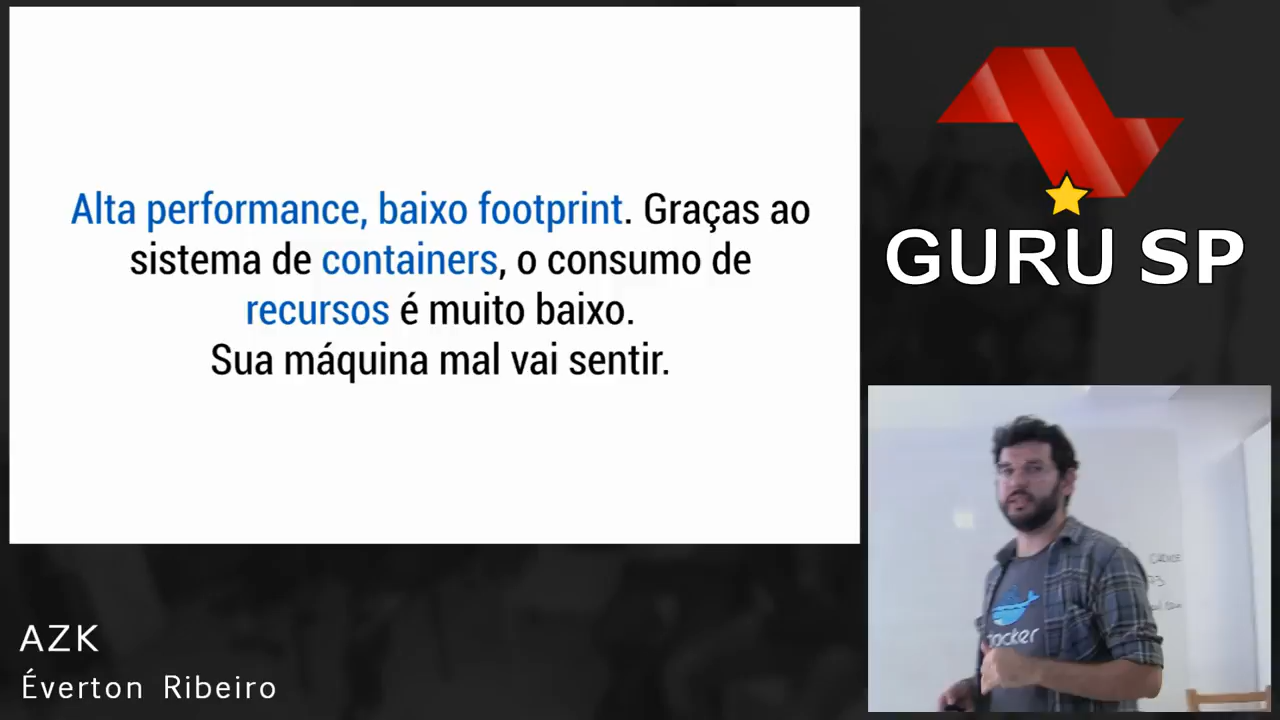 Alta performance, baixo footprint. Graças ao
sistema de containers, o consumo de
recursos é muito baixo.
Sua máquina mal vai sentir.
GURU SP
AZK
Éverton Ribeiro